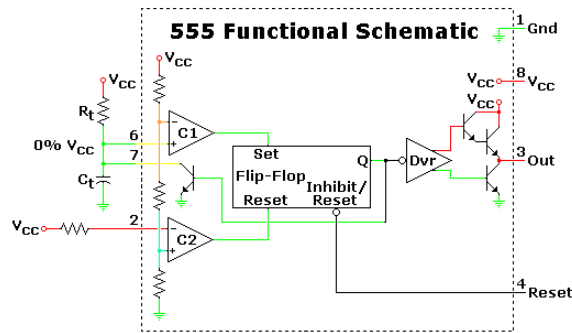 555 Functional Schematic
1 Gnd
VCC 8 VCC
VCC
VCC
VCC
Rt
6
0% VCC
7
Ct
C1
Set
Q
Flip-Flop
Inhibit/
Reset
Reset
Dvr
3 Out
2
VCC
C2
4 Reset